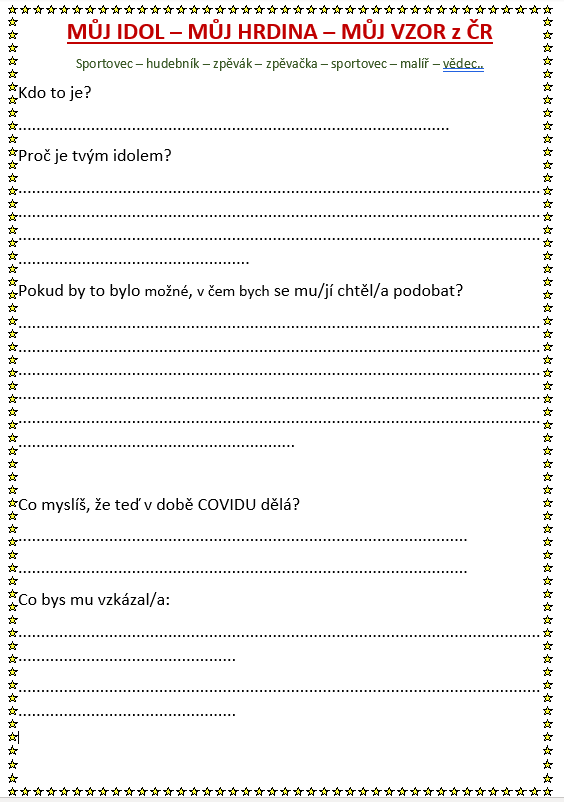 MŮJ IDOL – MŮJ HRDINA – MŮJ VZOR z ČR
Sportovec – hudebník – zpěvák – zpěvačka – sportovec – malíř – vědec..
Kdo to je?
................................................................................................
Proč je tvým idolem?
....................................................................................................................
....................................................................................................................
....................................................................................................................
...................................................
Pokud by to bylo možné, v čem bych se mu/jí chtěl/a podobat?
....................................................................................................................
....................................................................................................................
....................................................................................................................
....................................................................................................................
....................................................................................................................
.............................................................
Co myslíš, že teď v době COVIDU dělá?
....................................................................................................
....................................................................................................
Co bys mu vzkázal/a:
....................................................................................................................
................................................
....................................................................................................................
................................................